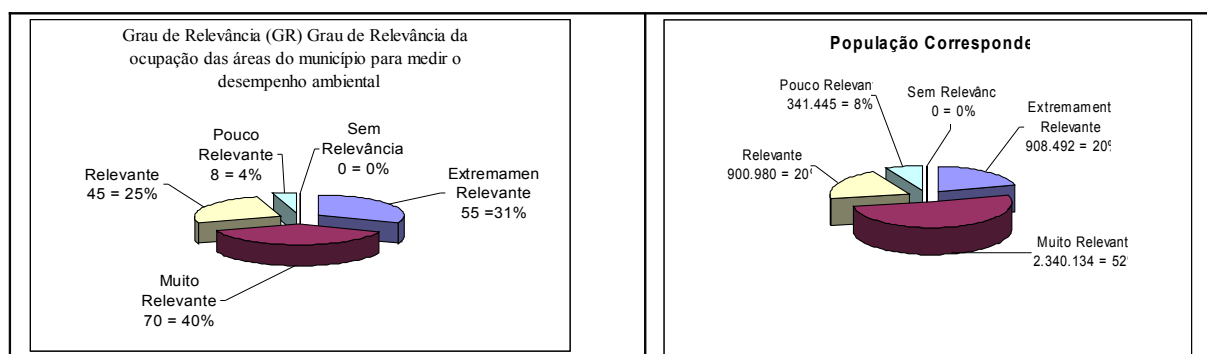 Grau de Relevância (GR) Grau de Relevância da
ocupação das áreas do município para medir o
desempenho ambiental
Sem
Relevância
0 = 0%
Pouco
Relevante
8 = 4%
Relevante
45 = 25%
Extremamen
Relevante
55 =31%
Muito
Relevante
70 = 40%
População Corresponde
Pouco Relevan
341.445 = 8%
Sem Relevânc
0 = 0%
Extremament
Relevante
908.492 = 20%
Relevante
900.980 = 20
Muito Relevant
2.340.134 = 52